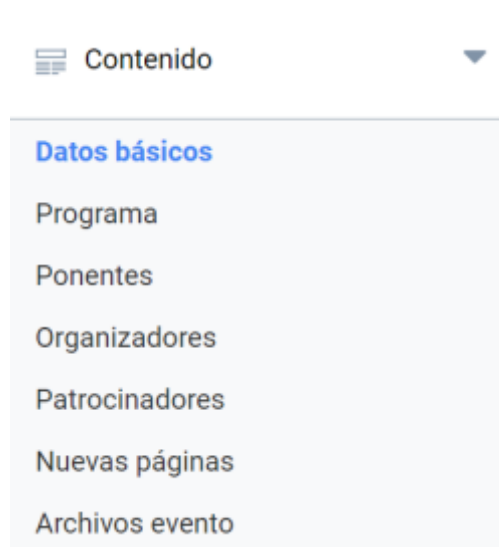 Contenido
Datos básicos
Programa
Ponentes
Organizadores
Patrocinadores
Nuevas páginas
Archivos evento